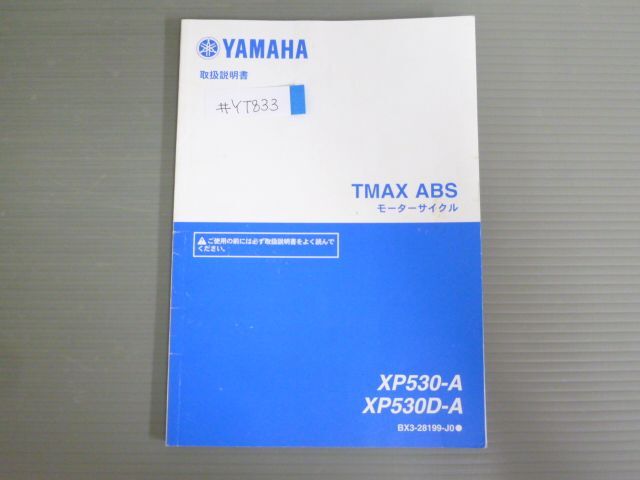 YAMAHA
取扱説明書
#YT833
TMAX ABS
モーターサイクル
ご使用の前には必ず取扱説明書をよく読んで
ください。
XP530-A
XP530D-A
BX3-28199-J0●